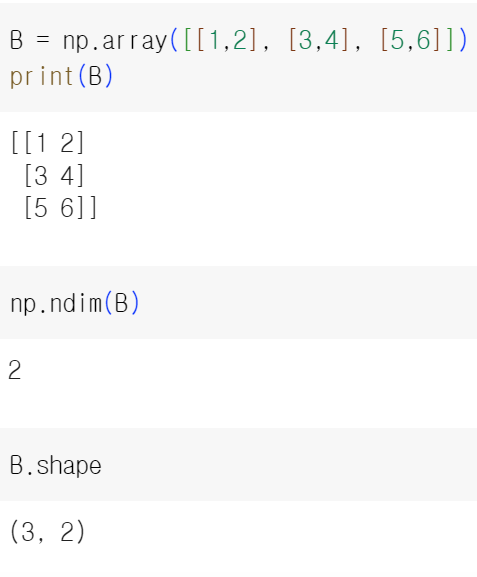 B = np.array([[1,2], [3,4], [5,6]])
print(B)
[[1 2]
 [3 4]
 [5 6]]
np.ndim(B)
2
B.shape
(3, 2)